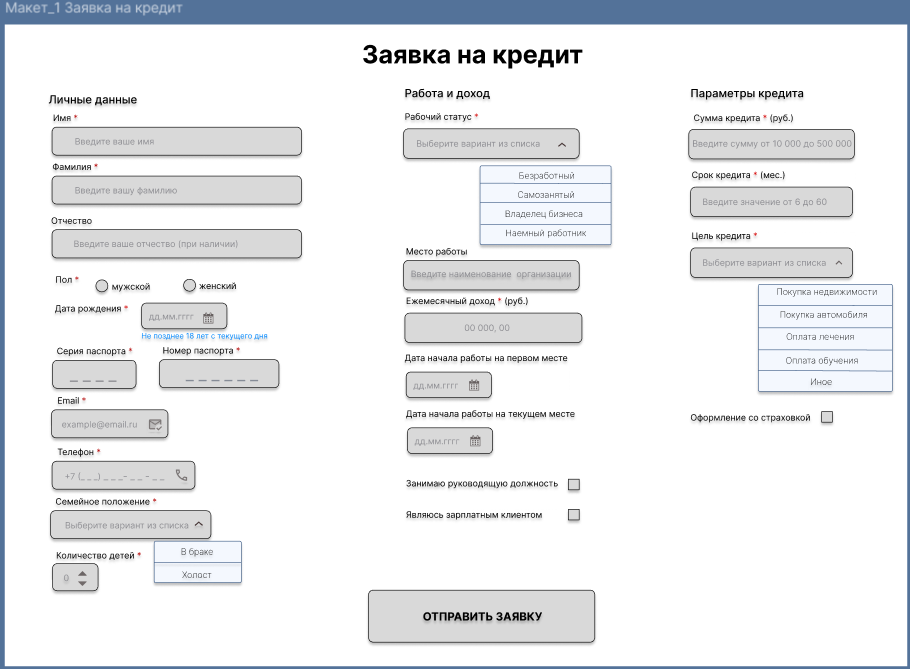 Макет_1 Заявка на кредит
Заявка на кредит
Личные данные
Имя *
Введите ваше имя
Фамилия *
Введите вашу фамилию
Отчество
Введите ваше отчество (при наличии)
Пол *
мужской
женский
Дата рождения *
дд.мм.гггг
Не позднее 18 лет с текущего дня
Серия паспорта *
Номер паспорта *
_ _ _ _
_ _ _ _ _ _
Email *
example@email.ru
Телефон *
+7 (_ _ _) _ _ _- _ _ - _ _
Семейное положение *
Выберите вариант из списка
В браке
Холост
Количество детей *
0
Работа и доход
Рабочий статус *
Выберите вариант из списка
Безработный
Самозанятый
Владелец бизнеса
Наемный работник
Место работы
Введите наименование организации
Ежемесячный доход * (руб.)
00 000, 00
Дата начала работы на первом месте
дд.мм.гггг
Дата начала работы на текущем месте
дд.мм.гггг
Занимаю руководящую должность
Являюсь зарплатным клиентом
Параметры кредита
Сумма кредита * (руб.)
Введите сумму от 10 000 до 500 000
Срок кредита * (мес.)
Введите значение от 6 до 60
Цель кредита *
Выберите вариант из списка
Покупка недвижимости
Покупка автомобиля
Оплата лечения
Оплата обучения
Иное
Оформление со страховкой
ОТПРАВИТЬ ЗАЯВКУ